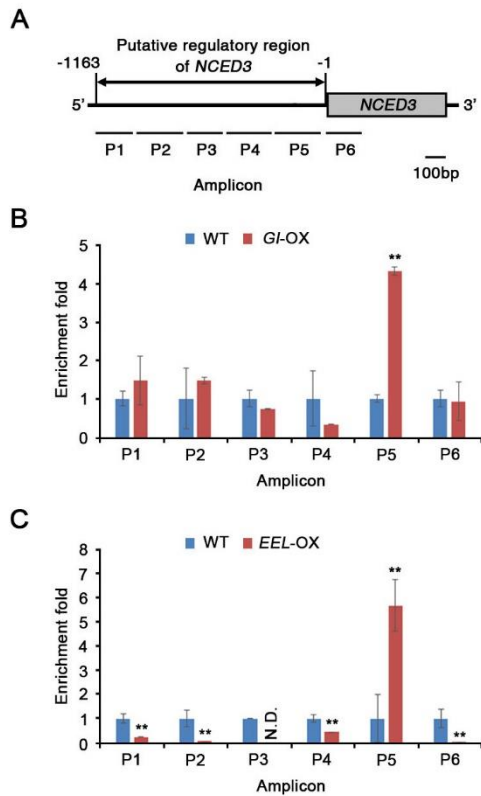 A
Putative regulatory region
of NCED3
-1163
-1
5' NCED3 3'
P1 P2 P3 P4 P5 P6
100bp
Amplicon
B
WT GI-OX
Enrichment fold
5
4
3
2
1
0
**
P1 P2 P3 P4 P5 P6
Amplicon
C
WT EEL-OX
Enrichment fold
8
7
6
5
4
3
2
1
0
** ** N.D. ** ** **
P1 P2 P3 P4 P5 P6
Amplicon